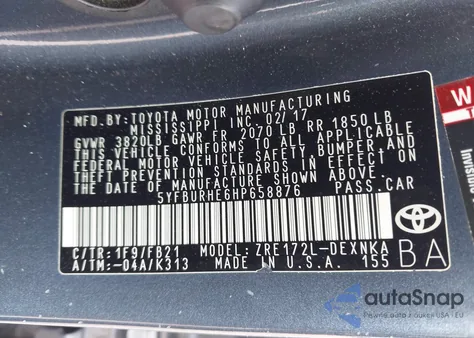 MFD.BY: TOYOTA MOTOR MANUFACTURING
MISSISSIPPI INC. 02/17
GVWR 3820LB GAWR FR 2070 LB RR 1850 LB
THIS VEHICLE CONFORMS TO ALL APPLICABLE
FEDERAL MOTOR VEHICLE SAFETY, BUMPER AND
THEFT PREVENTION STANDARDS IN EFFECT ON
THE DATE OF MANUFACTURE SHOWN ABOVE.
5YFBURHE6HP658876 PASS.CAR
C/TR: 1F9/FB21 MODEL: ZRE172L-DEXNKA
A/TM: -04A/K313 MADE IN U.S.A. 155
BA
TOYOTA
W
Invisible
autoSnap